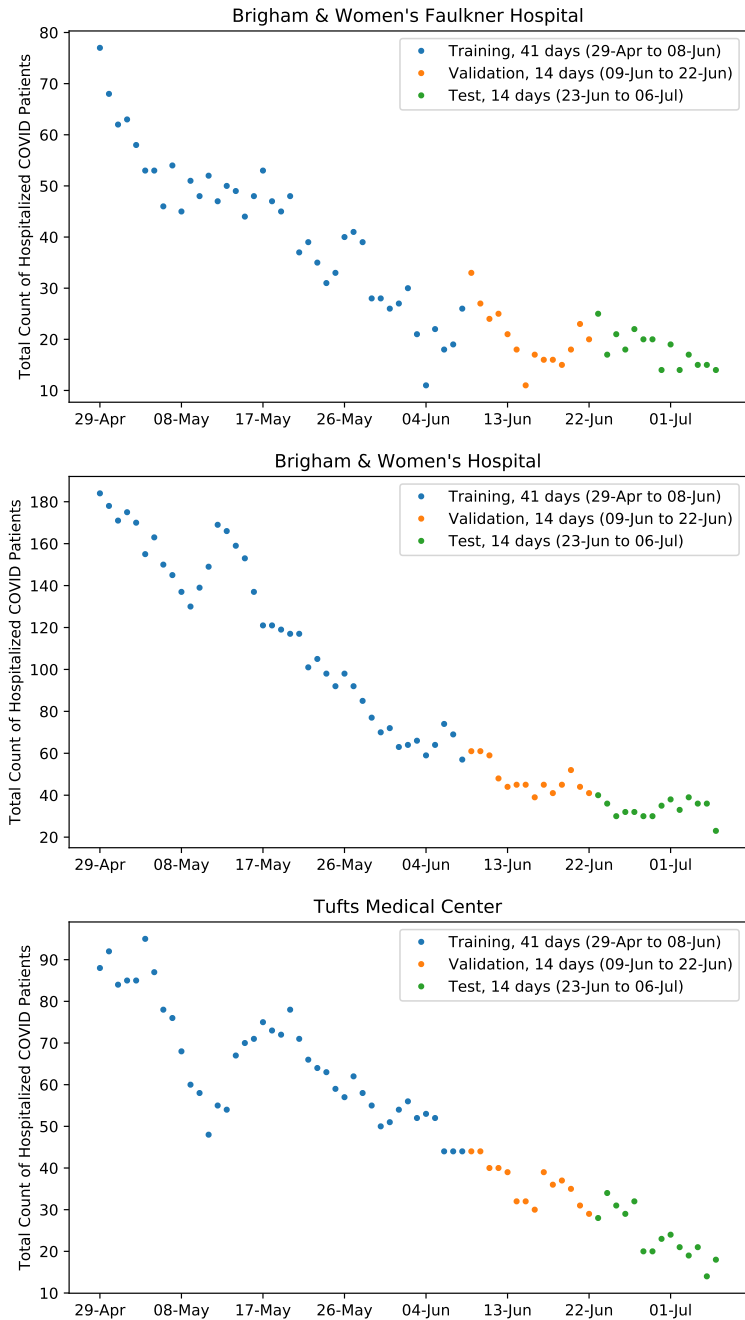 Brigham & Women's Faulkner Hospital
Total Count of Hospitalized COVID Patients
80
70
60
50
40
30
20
10
Training, 41 days (29-Apr to 08-Jun)
Validation, 14 days (09-Jun to 22-Jun)
Test, 14 days (23-Jun to 06-Jul)
29-Apr 08-May 17-May 26-May 04-Jun 13-Jun 22-Jun 01-Jul
Brigham & Women's Hospital
Total Count of Hospitalized COVID Patients
180
160
140
120
100
80
60
40
20
Training, 41 days (29-Apr to 08-Jun)
Validation, 14 days (09-Jun to 22-Jun)
Test, 14 days (23-Jun to 06-Jul)
29-Apr 08-May 17-May 26-May 04-Jun 13-Jun 22-Jun 01-Jul
Tufts Medical Center
Total Count of Hospitalized COVID Patients
90
80
70
60
50
40
30
20
10
Training, 41 days (29-Apr to 08-Jun)
Validation, 14 days (09-Jun to 22-Jun)
Test, 14 days (23-Jun to 06-Jul)
29-Apr 08-May 17-May 26-May 04-Jun 13-Jun 22-Jun 01-Jul